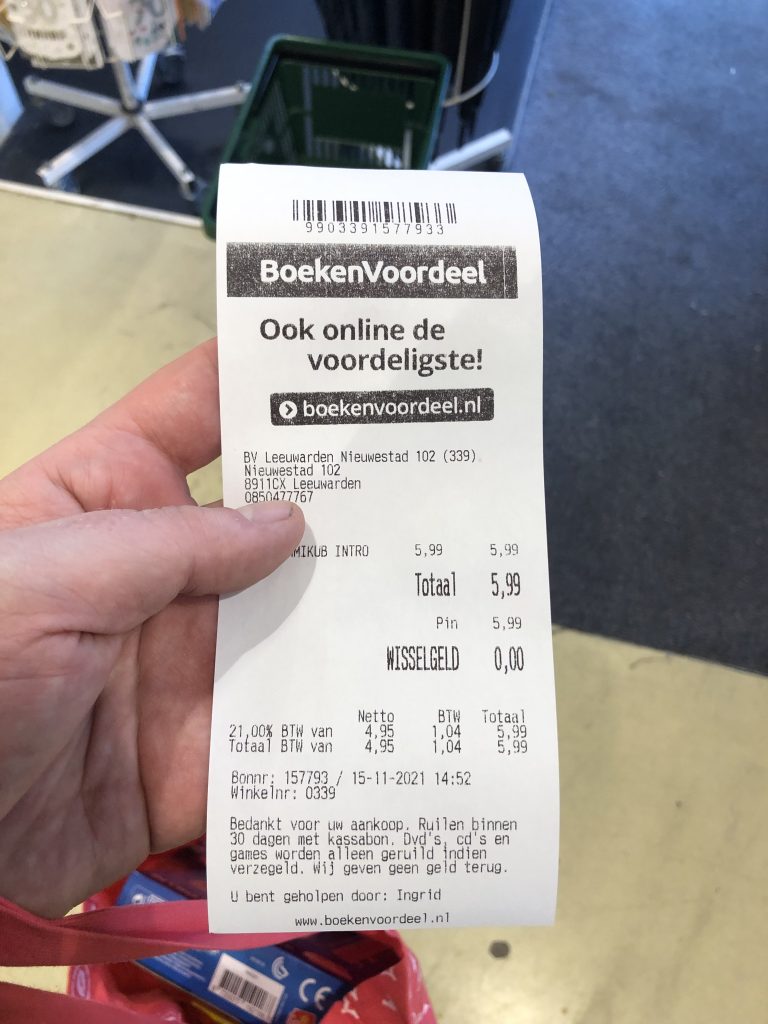 9903391577933
BoekenVoordeel
Ook online de
voordeligste!
boekenvoordeel.nl
BV Leeuwarden Nieuwestad 102 (339)
Nieuwestad 102
8911CX Leeuwarden
0850477767
MIKUB INTRO 5,99 5,99
Totaal 5,99
Pin 5,99
WISSELGELD 0,00
Netto BTW Totaal
21,00% BTW van 4,95 1,04 5,99
Totaal BTW van 4,95 1,04 5,99
Bonnr: 157793 / 15-11-2021 14:52
Winkelnr: 0339
Bedankt voor uw aankoop. Ruilen binnen
30 dagen met kassabon. Dvd's, cd's en
games worden alleen geruild indien
verzegeld. Wij geven geen geld terug.
U bent geholpen door: Ingrid
www.boekenvoordeel.nl
CE